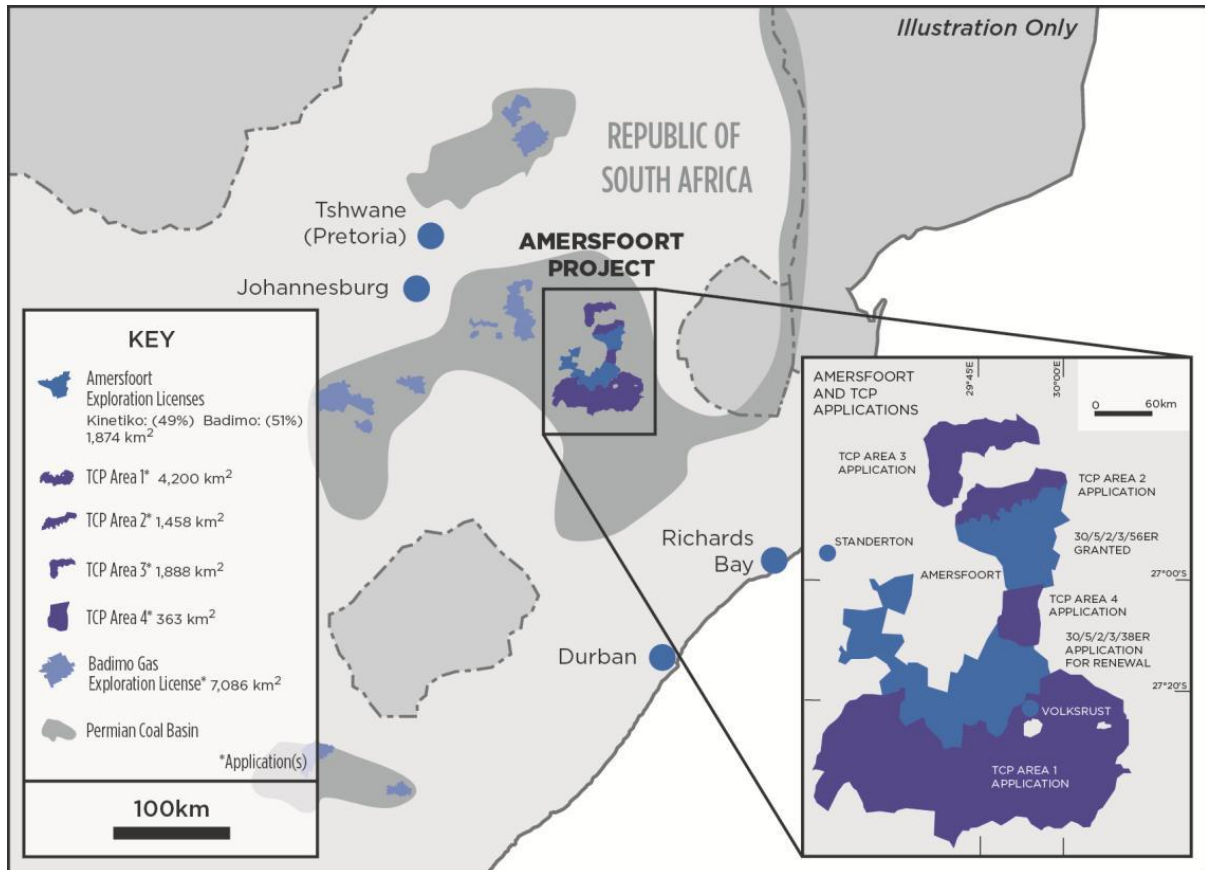 Illustration Only
REPUBLIC OF
SOUTH AFRICA
Tshwane
(Pretoria)
Johannesburg
AMERSFOORT
PROJECT
Richards
Bay
Durban
KEY
Amersfoort
Exploration Licenses
Kinetiko: (49%) Badimo: (51%)
1,874 km²
TCP Area 1* 4,200 km²
TCP Area 2* 1,458 km²
TCP Area 3* 1,888 km²
TCP Area 4* 363 km²
Badimo Gas
Exploration License* 7,086 km²
Permian Coal Basin
*Application(s)
100km
AMERSFOORT
AND TCP
APPLICATIONS
29°45E
30°00E
0 60km
TCP AREA 3
APPLICATION
TCP AREA 2
APPLICATION
30/5/2/3/56ER
GRANTED
STANDERTON
AMERSFOORT
27°00'S
TCP AREA 4
APPLICATION
30/5/2/3/38ER
APPLICATION
FOR RENEWAL
27°20'S
VOLKSRUST
TCP AREA 1
APPLICATION